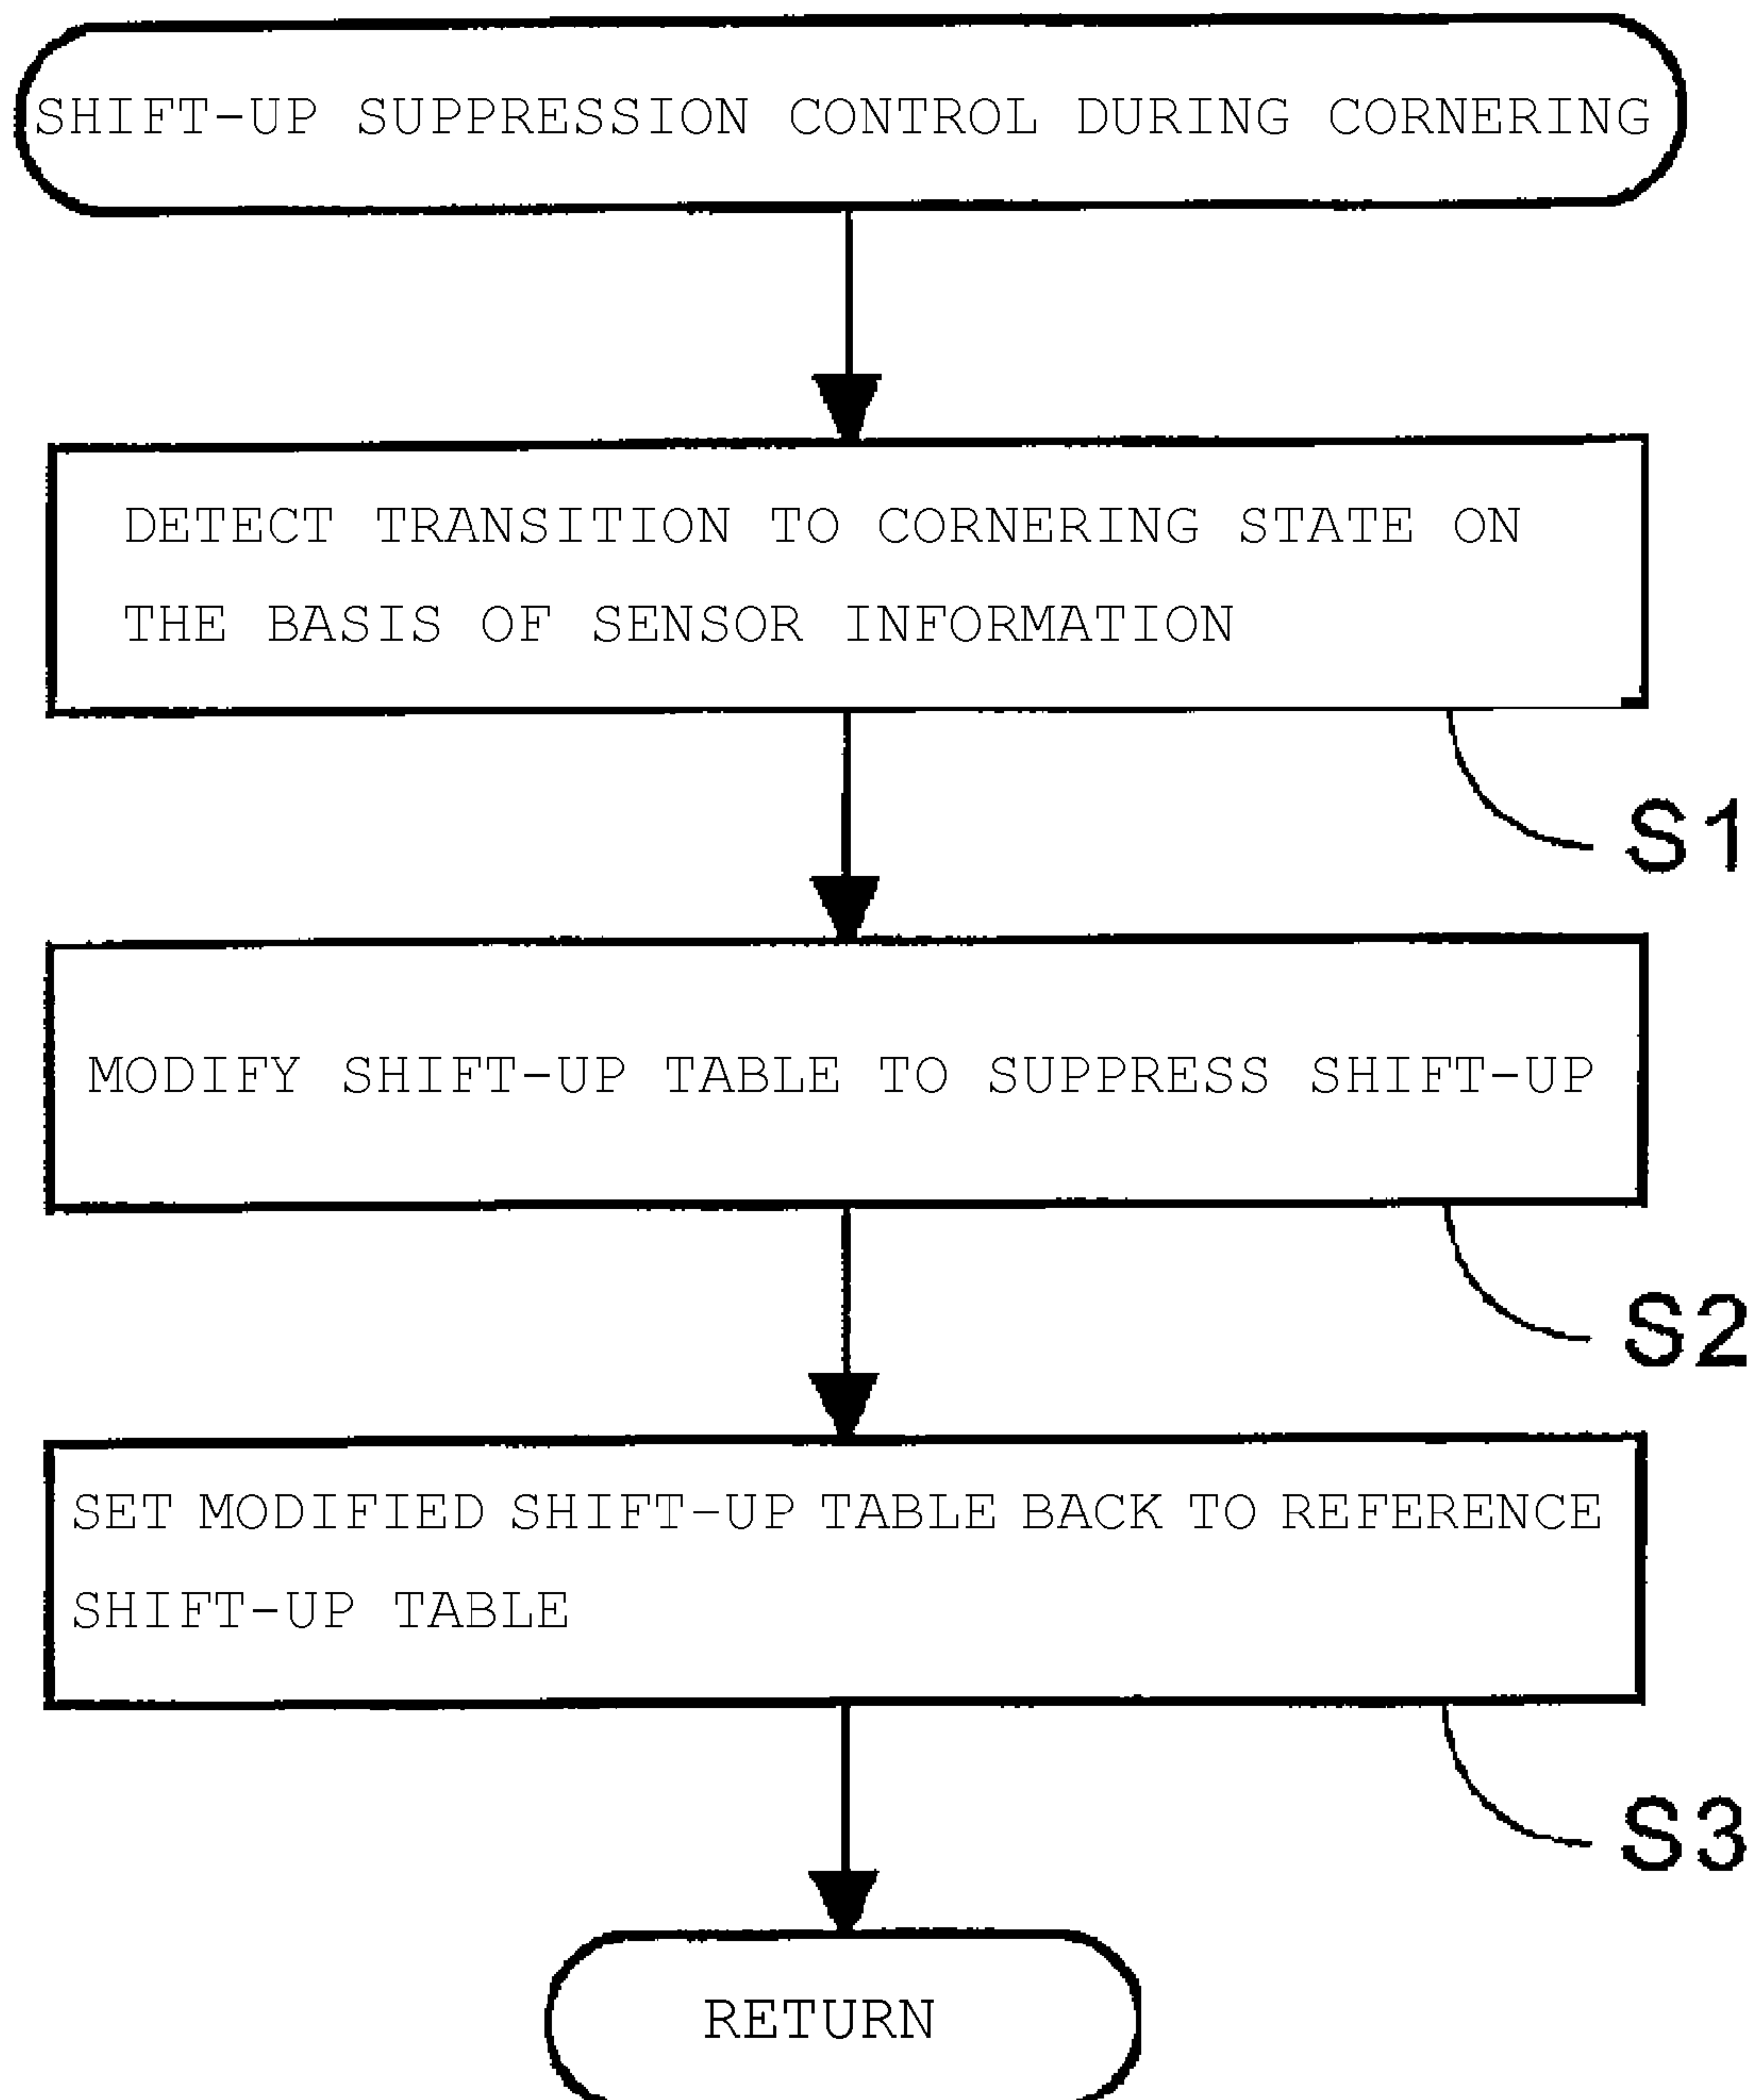 SHIFT-UP SUPPRESSION CONTROL DURING CORNERING
DETECT TRANSITION TO CORNERING STATE ON
THE BASIS OF SENSOR INFORMATION
S1
MODIFY SHIFT-UP TABLE TO SUPPRESS SHIFT-UP
S2
SET MODIFIED SHIFT-UP TABLE BACK TO REFERENCE
SHIFT-UP TABLE
S3
RETURN